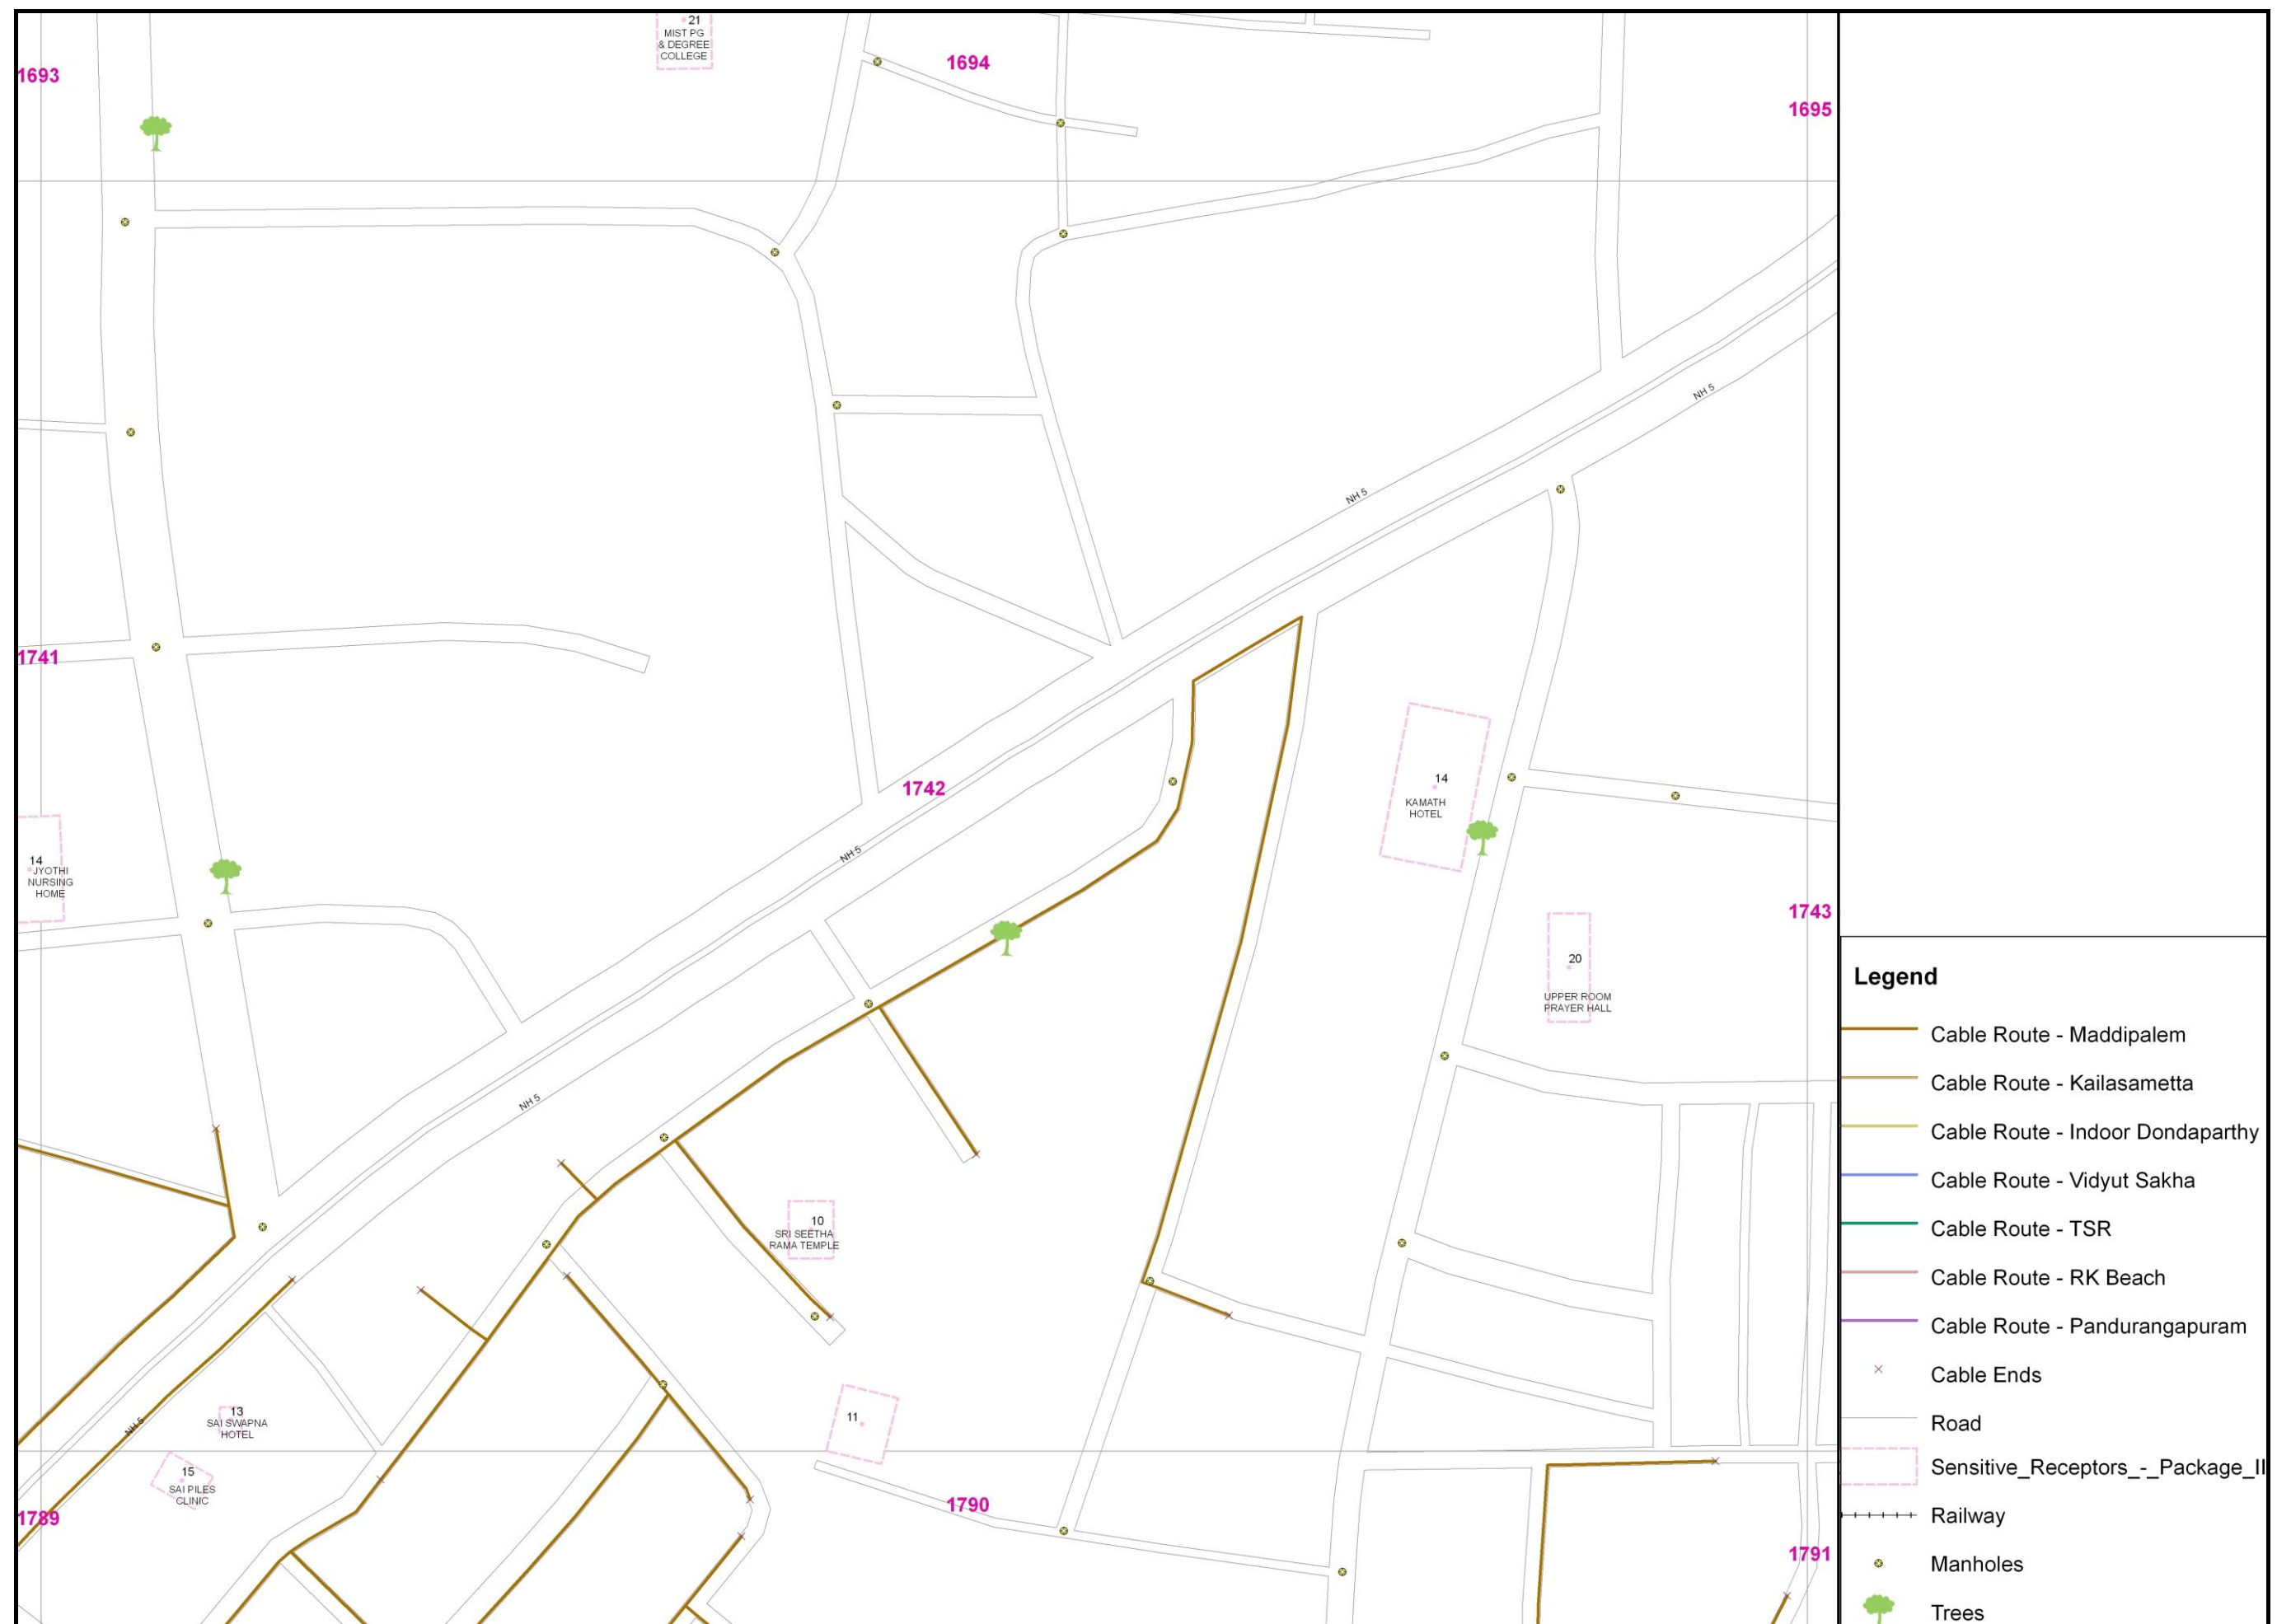 21
MIST PG
& DEGREE
COLLEGE
1693
1694
1695
NH 5
NH 5
1741
1742
14
KAMATH
HOTEL
14
JYOTHI
NURSING
HOME
NH 5
1743
20
UPPER ROOM
PRAYER HALL
NH 5
10
SRI SEETHA
RAMA TEMPLE
13
SAI SWAPNA
HOTEL
NH 5
11
15
SAI PILES
CLINIC
1789
1790
1791
Legend
Cable Route - Maddipalem
Cable Route - Kailasametta
Cable Route - Indoor Dondaparthy
Cable Route - Vidyut Sakha
Cable Route - TSR
Cable Route - RK Beach
Cable Route - Pandurangapuram
Cable Ends
Road
Sensitive_Receptors_-_Package_II
Railway
Manholes
Trees